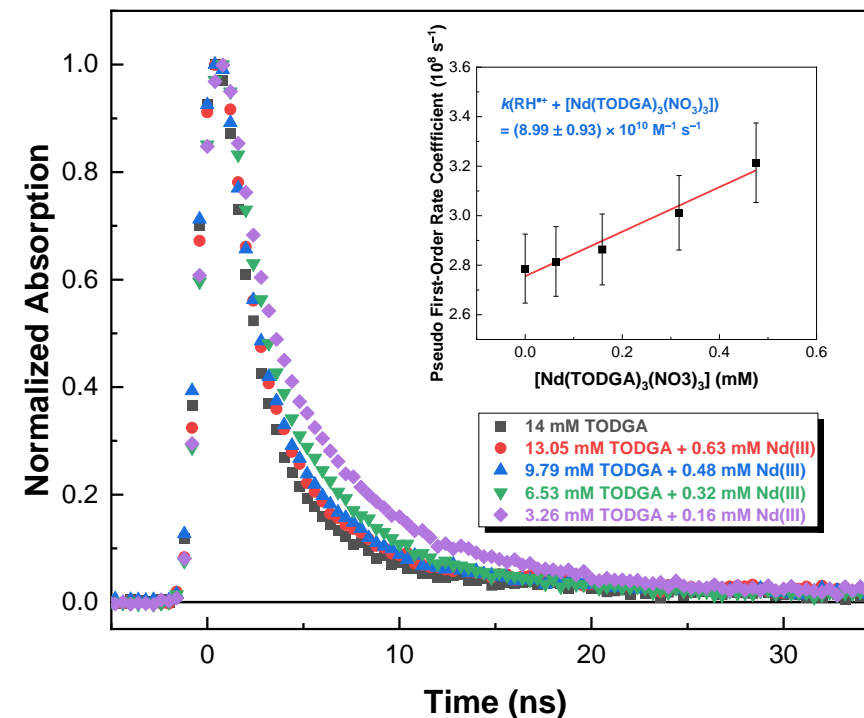 Normalized Absorption
1.0
0.8
0.6
0.4
0.2
0.0
0
10
20
30
Time (ns)
Pseudo First-Order Rate Coeffficient (10⁸ s⁻¹)
3.6
3.4
3.2
3.0
2.8
2.6
0.0
0.2
0.4
0.6
[Nd(TODGA)₃(NO3)₃] (mM)
k(RH•⁺ + [Nd(TODGA)₃(NO₃)₃])
= (8.99 ± 0.93) × 10¹⁰ M⁻¹ s⁻¹
14 mM TODGA
13.05 mM TODGA + 0.63 mM Nd(III)
9.79 mM TODGA + 0.48 mM Nd(III)
6.53 mM TODGA + 0.32 mM Nd(III)
3.26 mM TODGA + 0.16 mM Nd(III)